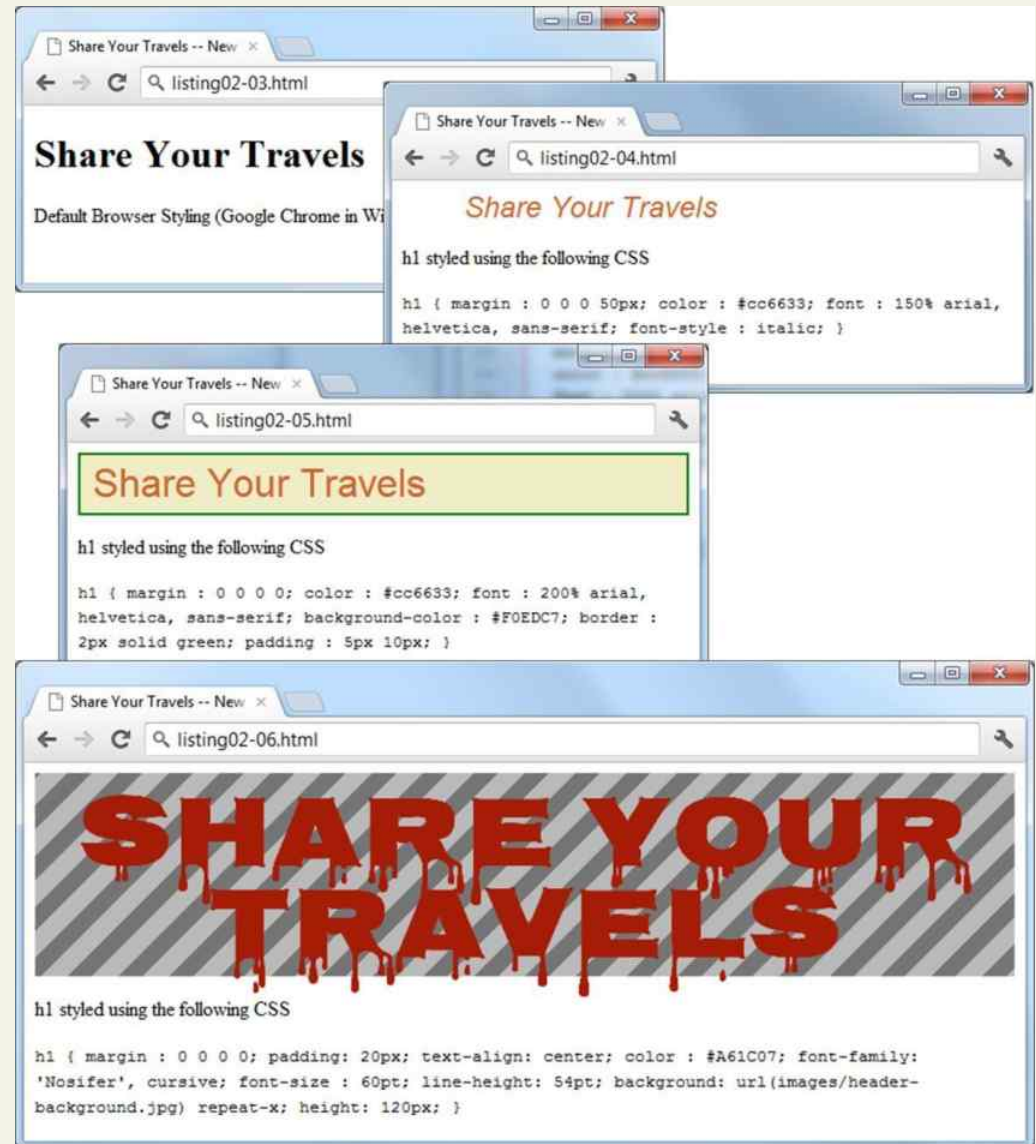 Share Your Travels -- New
listing02-03.html
Share Your Travels
Default Browser Styling (Google Chrome in
Share Your Travels -- New
listing02-04.html
Share Your Travels
h1 styled using the following CSS
h1 { margin : 0 0 0 50px; color : #cc6633; font : 150% arial,
helvetica, sans-serif; font-style : italic; }
Share Your Travels -- New
listing02-05.html
Share Your Travels
h1 styled using the following CSS
h1 { margin : 0 0 0 0; color : #cc6633; font : 200% arial,
helvetica, sans-serif; background-color : #F0EDC7; border :
2px solid green; padding : 5px 10px; }
Share Your Travels -- New
listing02-06.html
SHARE YOUR
TRAVELS
h1 styled using the following CSS
h1 { margin : 0 0 0 0; padding: 20px; text-align: center; color : #A61C07; font-family:
'Nosifer', cursive; font-size : 60pt; line-height: 54pt; background: url(images/header-
background.jpg) repeat-x; height: 120px; }